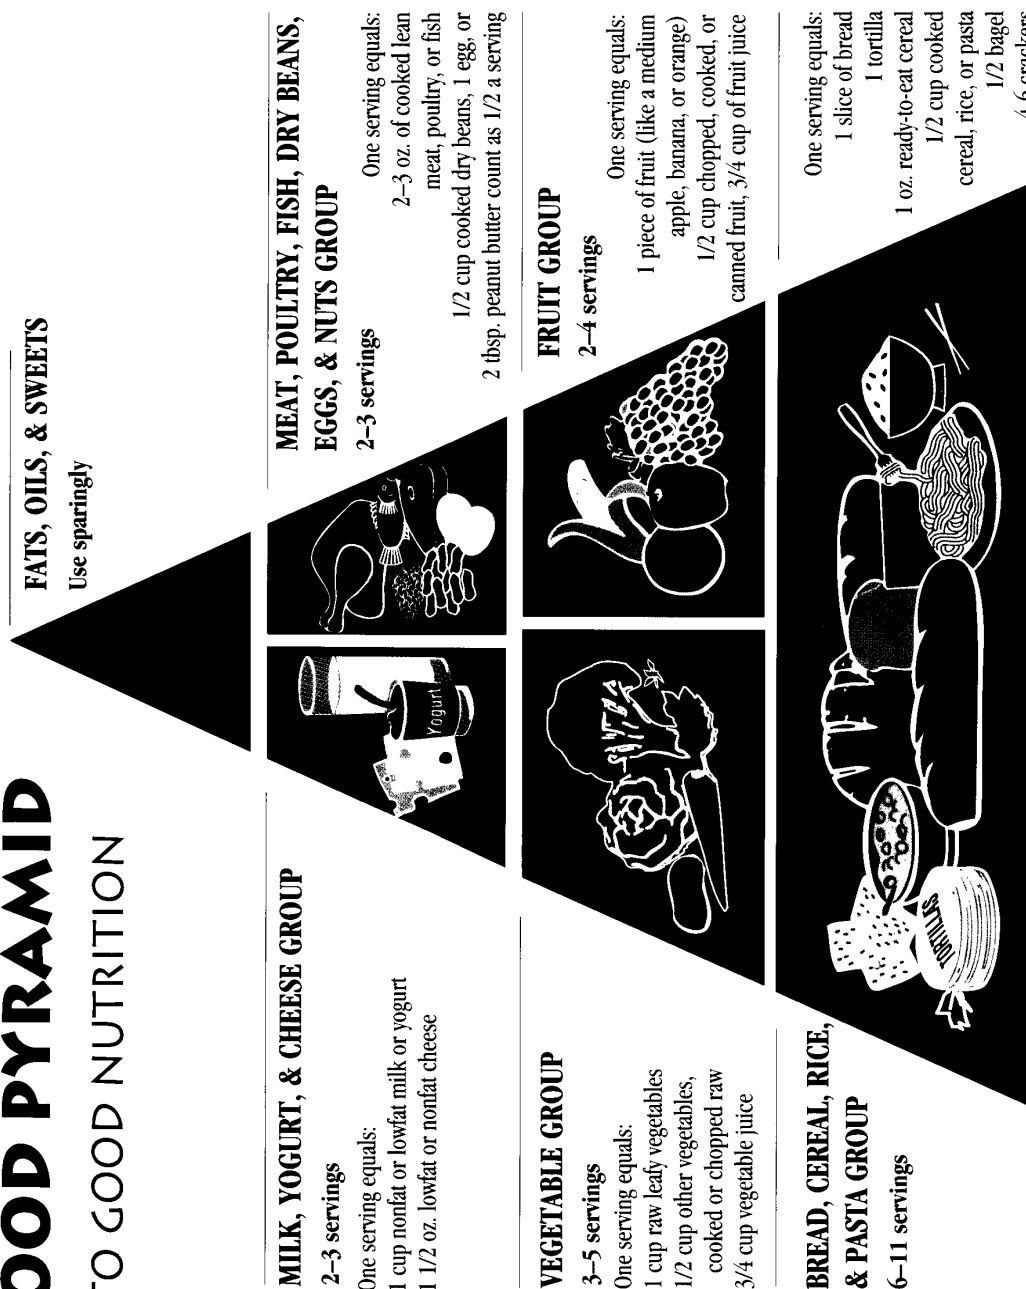 OOD PYRAMID
TO GOOD NUTRITION
FATS, OILS, & SWEETS
Use sparingly
MILK, YOGURT, & CHEESE GROUP
2–3 servings
One serving equals:
1 cup nonfat or lowfat milk or yogurt
1 1/2 oz. lowfat or nonfat cheese
Yogurt
MEAT, POULTRY, FISH, DRY BEANS,
EGGS, & NUTS GROUP
2–3 servings
One serving equals:
2–3 oz. of cooked lean
meat, poultry, or fish
1/2 cup cooked dry beans, 1 egg, or
2 tbsp. peanut butter count as 1/2 a serving
VEGETABLE GROUP
3–5 servings
One serving equals:
1 cup raw leafy vegetables
1/2 cup other vegetables,
cooked or chopped raw
3/4 cup vegetable juice
FRUIT GROUP
2–4 servings
One serving equals:
1 piece of fruit (like a medium
apple, banana, or orange)
1/2 cup chopped, cooked, or
canned fruit, 3/4 cup of fruit juice
BREAD, CEREAL, RICE,
& PASTA GROUP
6–11 servings
TORTILLAS
One serving equals:
1 slice of bread
1 tortilla
1 oz. ready-to-eat cereal
1/2 cup cooked
cereal, rice, or pasta
1/2 bagel
4-6 crackers